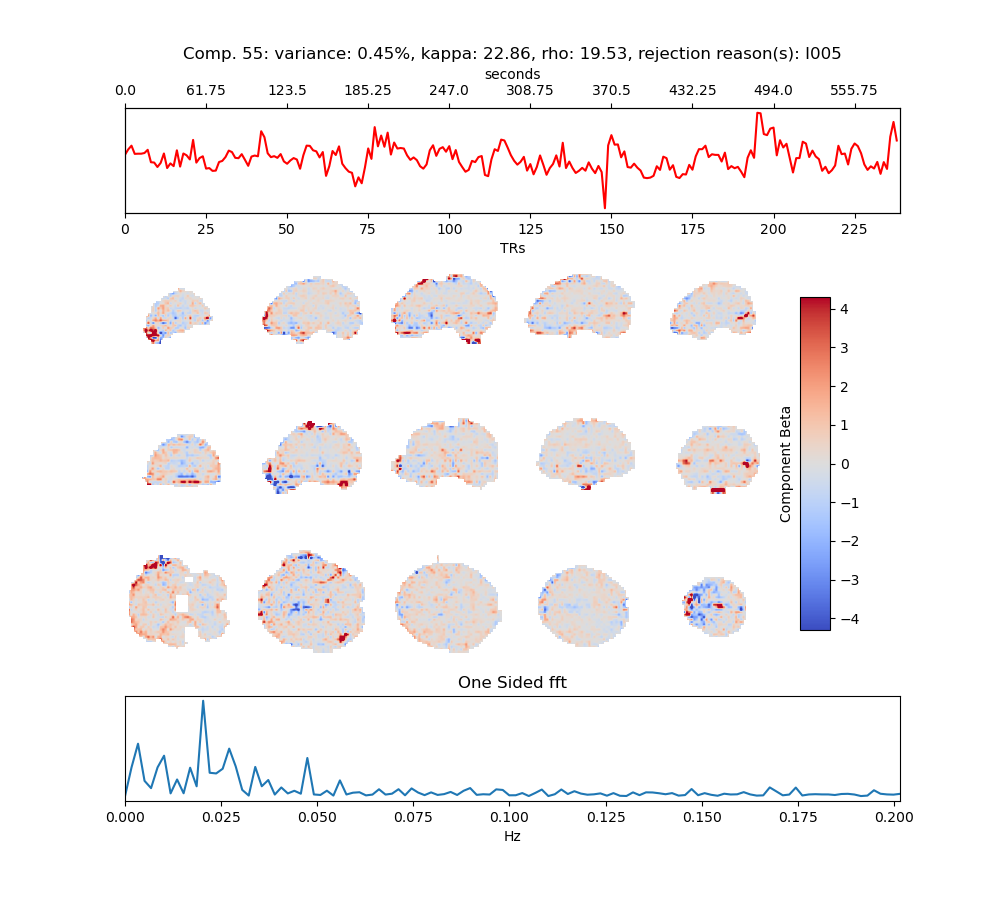 Comp. 55: variance: 0.45%, kappa: 22.86, rho: 19.53, rejection reason(s): I005
seconds
0.0 61.75 123.5 185.25 247.0 308.75 370.5 432.25 494.0 555.75
0 25 50 75 100 125 150 175 200 225
TRs
4
3
2
1
0
−1
−2
−3
−4
Component Beta
One Sided fft
0.000 0.025 0.050 0.075 0.100 0.125 0.150 0.175 0.200
Hz